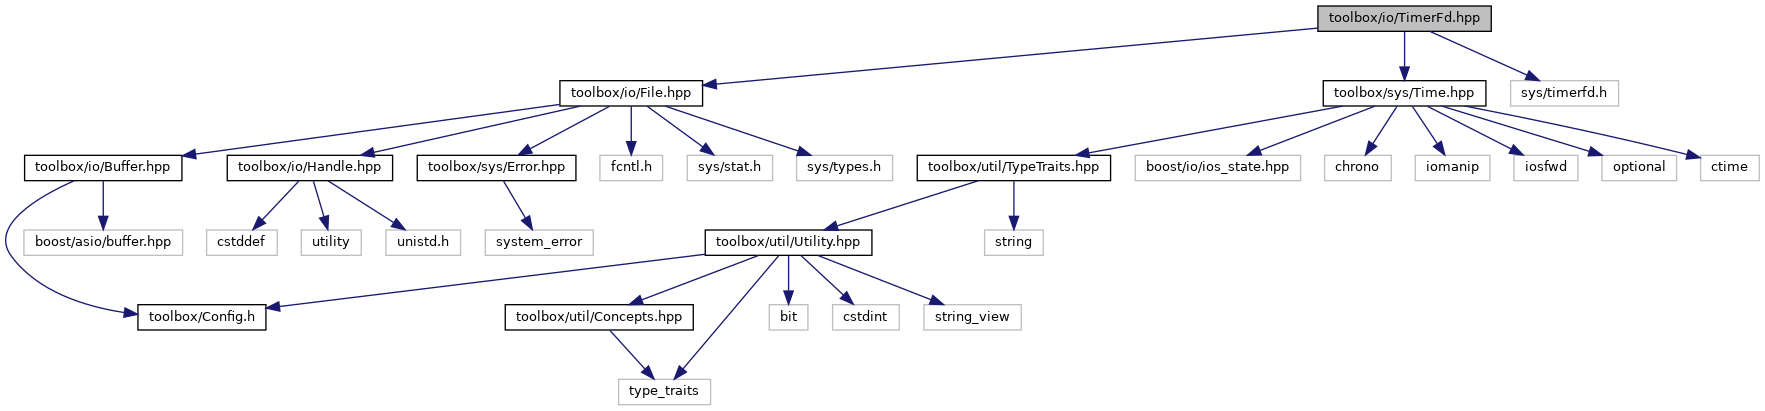 toolbox/io/TimerFd.hpp
toolbox/io/File.hpp
toolbox/sys/Time.hpp
sys/timerfd.h
toolbox/io/Buffer.hpp
toolbox/io/Handle.hpp
toolbox/sys/Error.hpp
fcntl.h
sys/stat.h
sys/types.h
toolbox/util/TypeTraits.hpp
boost/io/ios_state.hpp
chrono
iomanip
iosfwd
optional
ctime
boost/asio/buffer.hpp
cstddef
utility
unistd.h
system_error
toolbox/util/Utility.hpp
string
toolbox/Config.h
toolbox/util/Concepts.hpp
bit
cstdint
string_view
type_traits